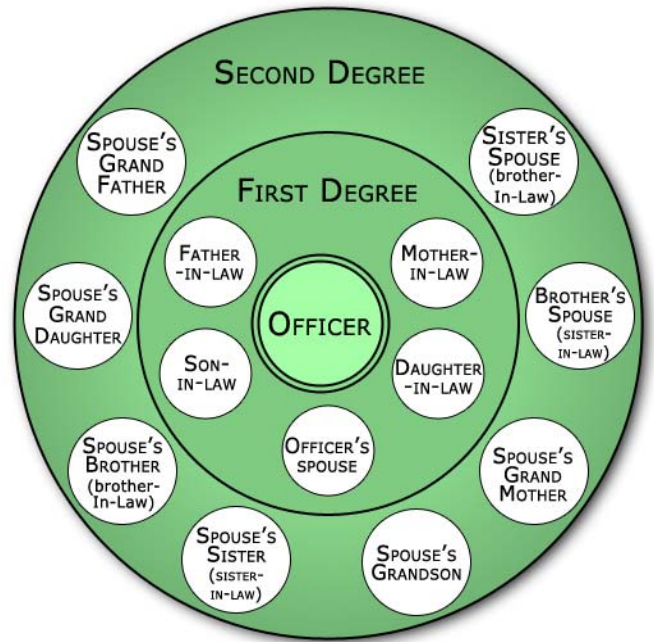 SECOND DEGREE
SPOUSE'S
GRAND
FATHER
SISTER'S
SPOUSE
(brother-
In-Law)
FIRST DEGREE
FATHER
-IN-LAW
MOTHER-
IN-LAW
SPOUSE'S
GRAND
DAUGHTER
OFFICER
BROTHER'S
SPOUSE
(SISTER-
IN-LAW)
SON-
IN-LAW
DAUGHTER
-IN-LAW
OFFICER'S
SPOUSE
SPOUSE'S
BROTHER
(brother-
In-Law)
SPOUSE'S
GRAND
MOTHER
SPOUSE'S
SISTER
(SISTER-
IN-LAW)
SPOUSE'S
GRANDSON